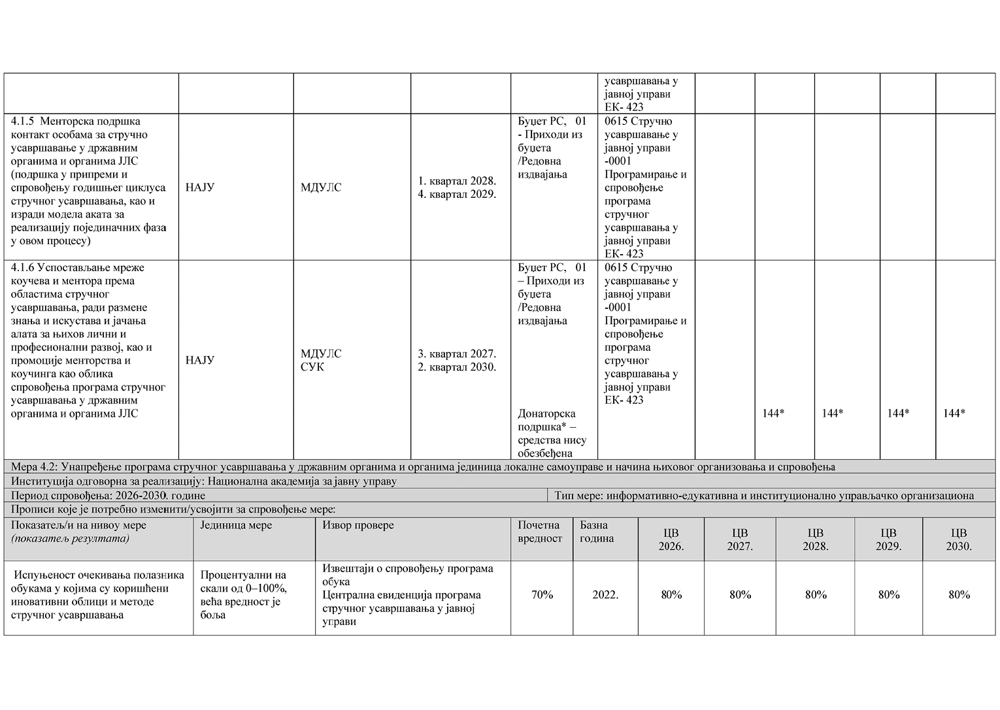 усавршавања у
јавној управи
ЕК- 423
4.1.5 Менторска подршка
контакт особама за стручно
усавршавање у државним
органима и органима ЈЛС
(подршка у припреми и
спровођењу годишњег циклуса
стручног усавршавања, као и
изради модела аката за
реализацију појединачних фаза
у овом процесу)
НАЈУ
МДУЛС
1. квартал 2028.
4. квартал 2029.
Буџет РС, 01
- Приходи из
буџета
/Редовна
издвајања
0615 Стручно
усавршавање у
јавној управи
-0001
Програмирање и
спровођење
програма
стручног
усавршавања у
јавној управи
ЕК- 423
4.1.6 Успостављање мреже
коучева и ментора према
областима стручног
усавршавања, ради размене
знања и искустава и јачања
алата за њихов лични и
професионални развој, као и
промоције менторства и
коучинга као облика
спровођења програма стручног
усавршавања у државним
органима и органима ЈЛС
НАЈУ
МДУЛС
СУК
3. квартал 2027.
2. квартал 2030.
Буџет РС, 01
– Приходи из
буџета
/Редовна
издвајања
Донаторска
подршка* –
средства нису
обезбеђена
0615 Стручно
усавршавање у
јавној управи
-0001
Програмирање и
спровођење
програма
стручног
усавршавања у
јавној управи
ЕК- 423
144*
144*
144*
144*
Мера 4.2: Унапређење програма стручног усавршавања у државним органима и органима јединица локалне самоуправе и начина њиховог организовања и спровођења
Институција одговорна за реализацију: Национална академија за јавну управу
Период спровођења: 2026-2030. године
Тип мере: информативно-едукативна и институционално управљачко организациона
Прописи које је потребно изменити/усвојити за спровођење мере:
Показатељ/и на нивоу мере
(показатељ резултата)
Јединица мере
Извор провере
Почетна
вредност
Базна
година
ЦВ
2026.
ЦВ
2027.
ЦВ
2028.
ЦВ
2029.
ЦВ
2030.
Испуњеност очекивања полазника
обукама у којима су коришћени
иновативни облици и методе
стручног усавршавања
Процентуални на
скали од 0–100%,
већа вредност је
боља
Извештаји о спровођењу програма
обука
Централна евиденција програма
стручног усавршавања у јавној
управи
70%
2022.
80%
80%
80%
80%
80%